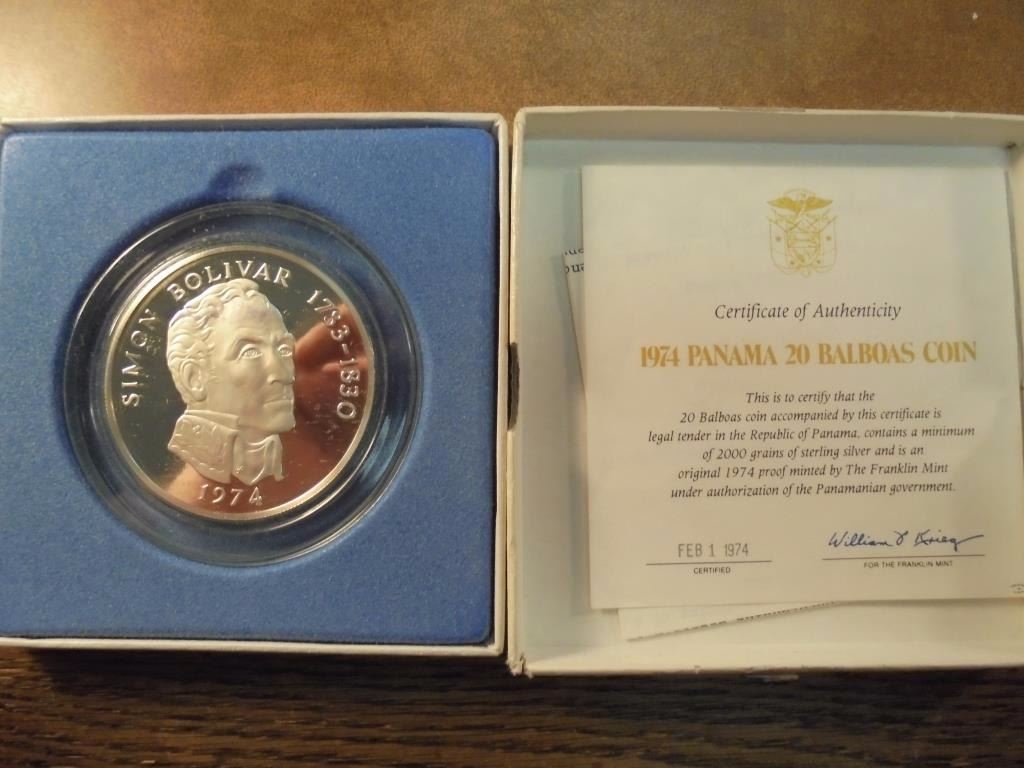 SIMON BOLIVAR 1783-1830
1974
Certificate of Authenticity
1974 PANAMA 20 BALBOAS COIN
This is to certify that the
20 Balboas coin accompanied by this certificate is
legal tender in the Republic of Panama, contains a minimum
of 2000 grains of sterling silver and is an
original 1974 proof minted by The Franklin Mint
under authorization of the Panamanian government.
FEB 1 1974
CERTIFIED
William Krieg
FOR THE FRANKLIN MINT